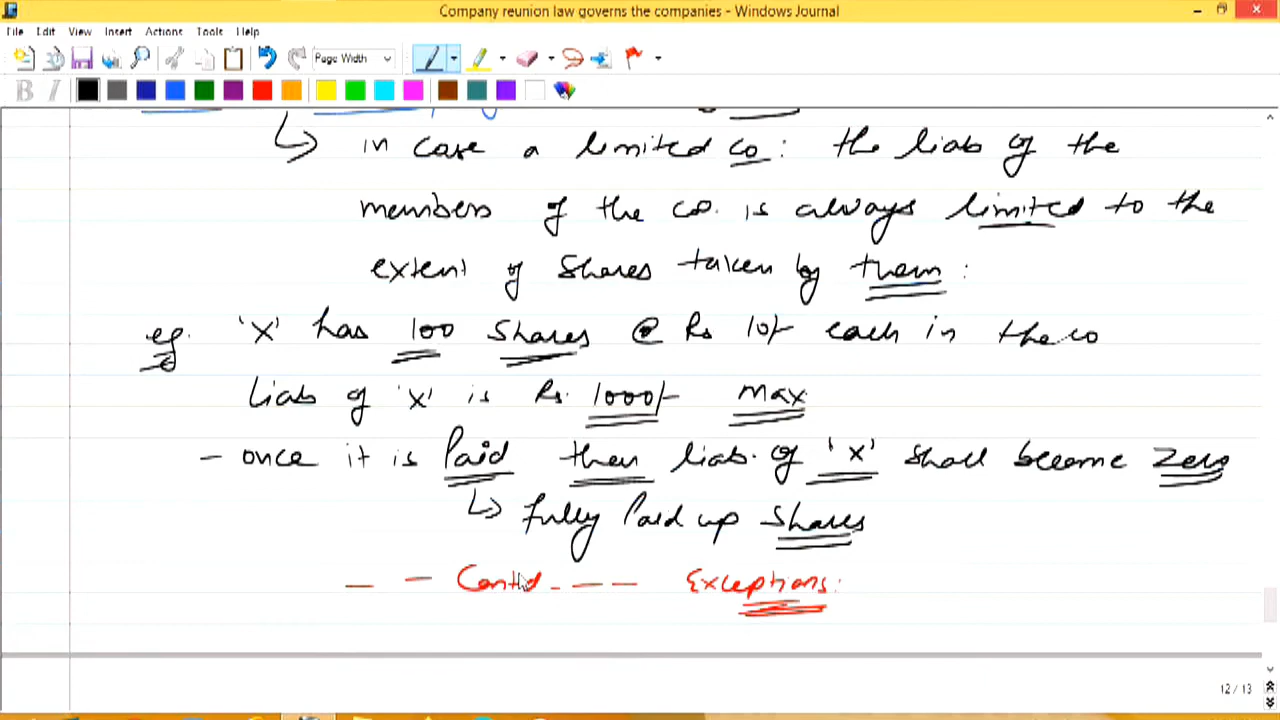 Company reunion law governs the companies - Windows Journal
File Edit View Insert Actions Tools Help
Page Width
B I
↳ in case a limited co: the liab of the
members of the co. is always limited to the
extent of shares taken by them:
eg. 'X' has 100 shares @ Rs 10/- each in the co
liab of 'X' is Rs. 1000/- max
- once it is Paid then liab. of 'X' shall become zero
↳ fully Paid up shares
- - Contd - - - Exceptions:
12 / 13